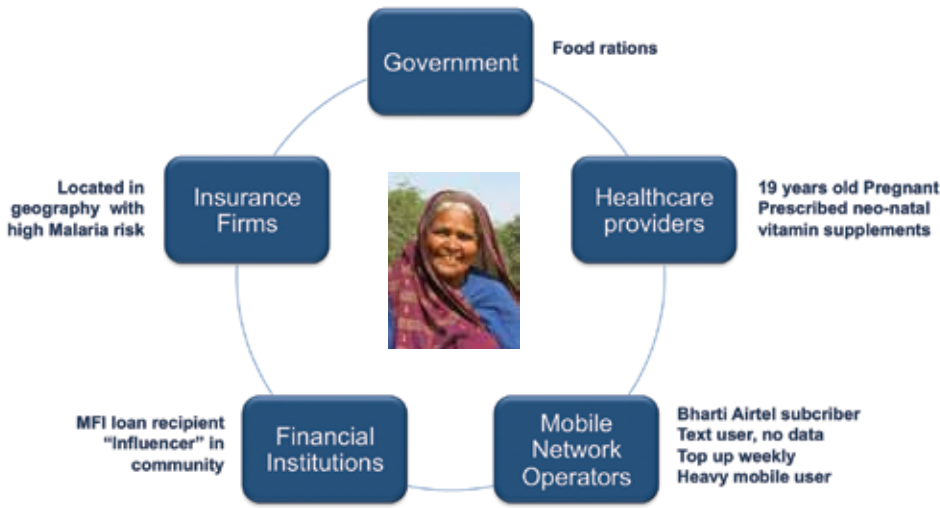 Government
Food rations
Insurance
Firms
Located in
geography with
high Malaria risk
Healthcare
providers
19 years old Pregnant
Prescribed neo-natal
vitamin supplements
Financial
Institutions
MFI loan recipient
“Influencer” in
community
Mobile
Network
Operators
Bharti Airtel subcriber
Text user, no data
Top up weekly
Heavy mobile user